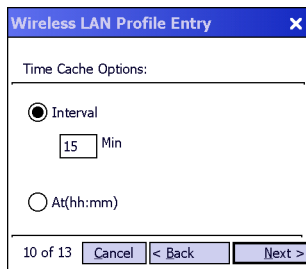 Wireless LAN Profile Entry
Time Cache Options:
Interval
15 Min
At(hh:mm)
10 of 13 Cancel < Back Next >